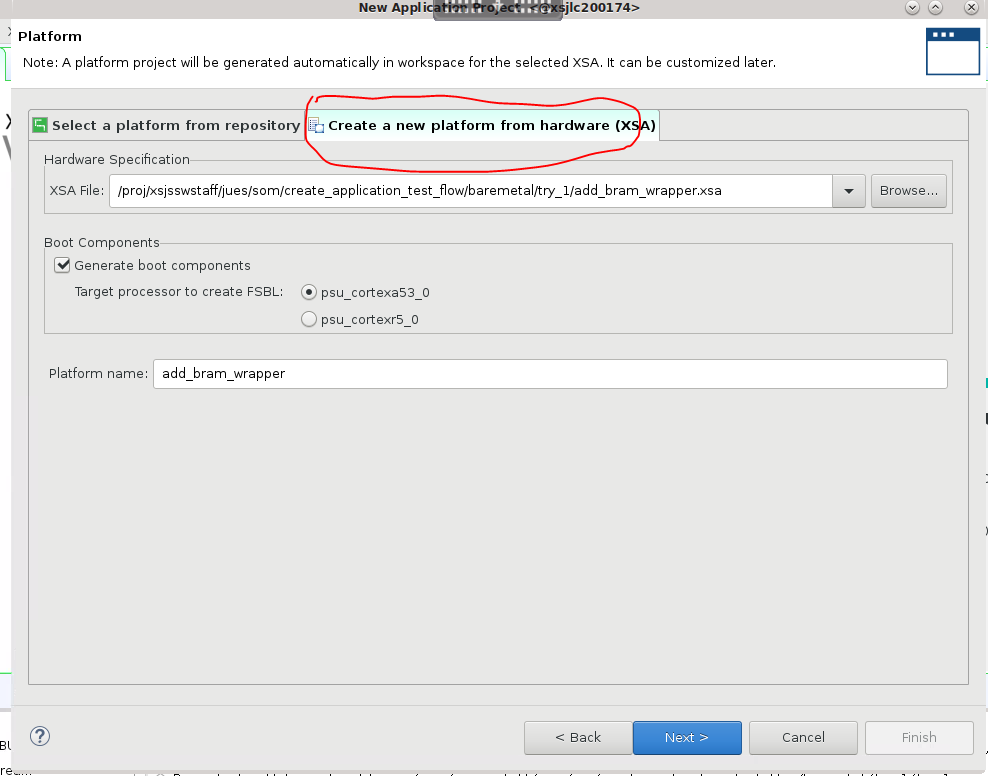 New Application Project <@xsjlc200174>
Platform
Note: A platform project will be generated automatically in workspace for the selected XSA. It can be customized later.
Select a platform from repository
Create a new platform from hardware (XSA)
Hardware Specification
XSA File: /proj/xsjsswstaff/jues/som/create_application_test_flow/baremetal/try_1/add_bram_wrapper.xsa Browse...
Boot Components
Generate boot components
Target processor to create FSBL: psu_cortexa53_0
psu_cortexr5_0
Platform name: add_bram_wrapper
? < Back Next > Cancel Finish